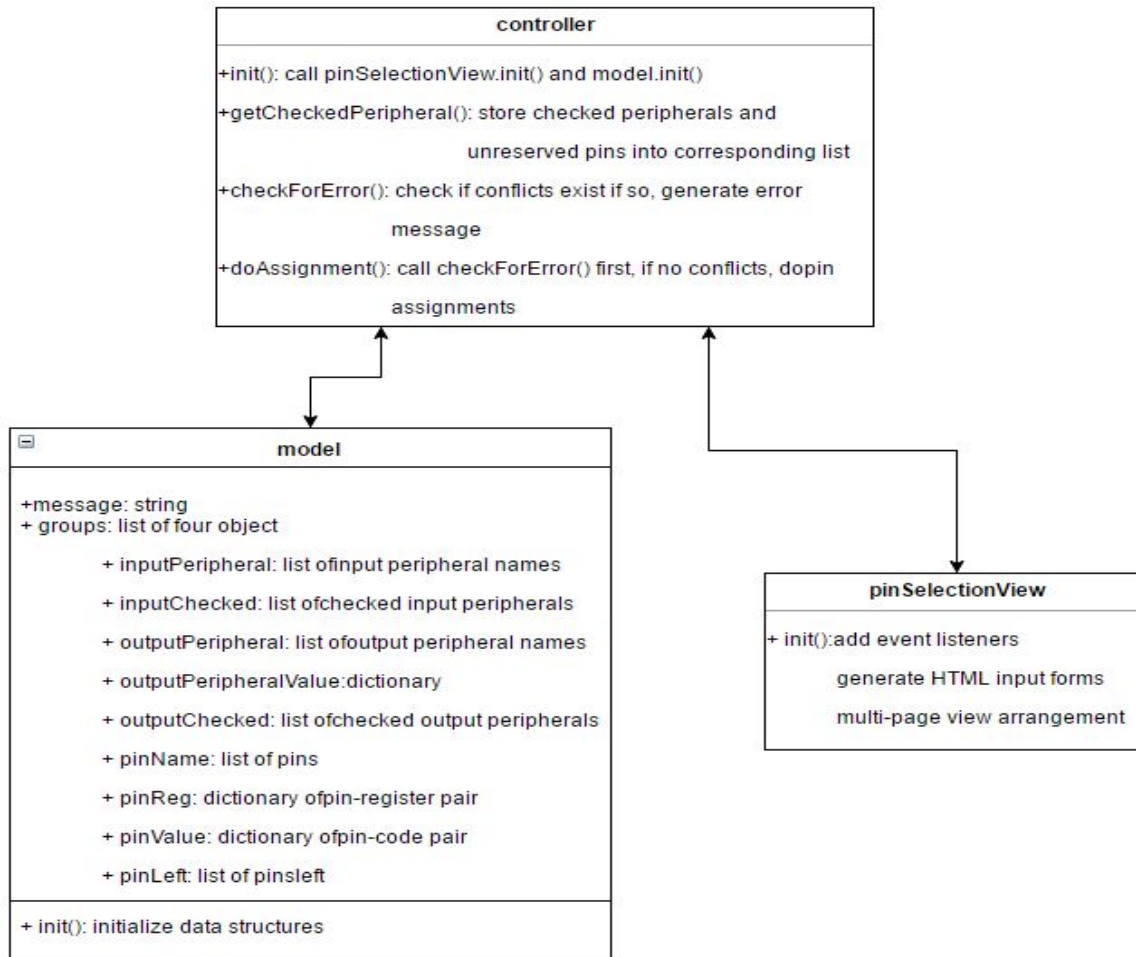 controller
+init(): call pinSelectionView.init() and model.init()
+getCheckedPeripheral(): store checked peripherals and
unreserved pins into corresponding list
+checkForError(): check if conflicts exist if so, generate error
message
+doAssignment(): call checkForError() first, if no conflicts, dopin
assignments
model
+message: string
+ groups: list of four object
+ inputPeripheral: list ofinput peripheral names
+ inputChecked: list ofchecked input peripherals
+ outputPeripheral: list ofoutput peripheral names
+ outputPeripheralValue:dictionary
+ outputChecked: list ofchecked output peripherals
+ pinName: list of pins
+ pinReg: dictionary ofpin-register pair
+ pinValue: dictionary ofpin-code pair
+ pinLeft: list of pinsleft
+ init(): initialize data structures
pinSelectionView
+ init():add event listeners
generate HTML input forms
multi-page view arrangement